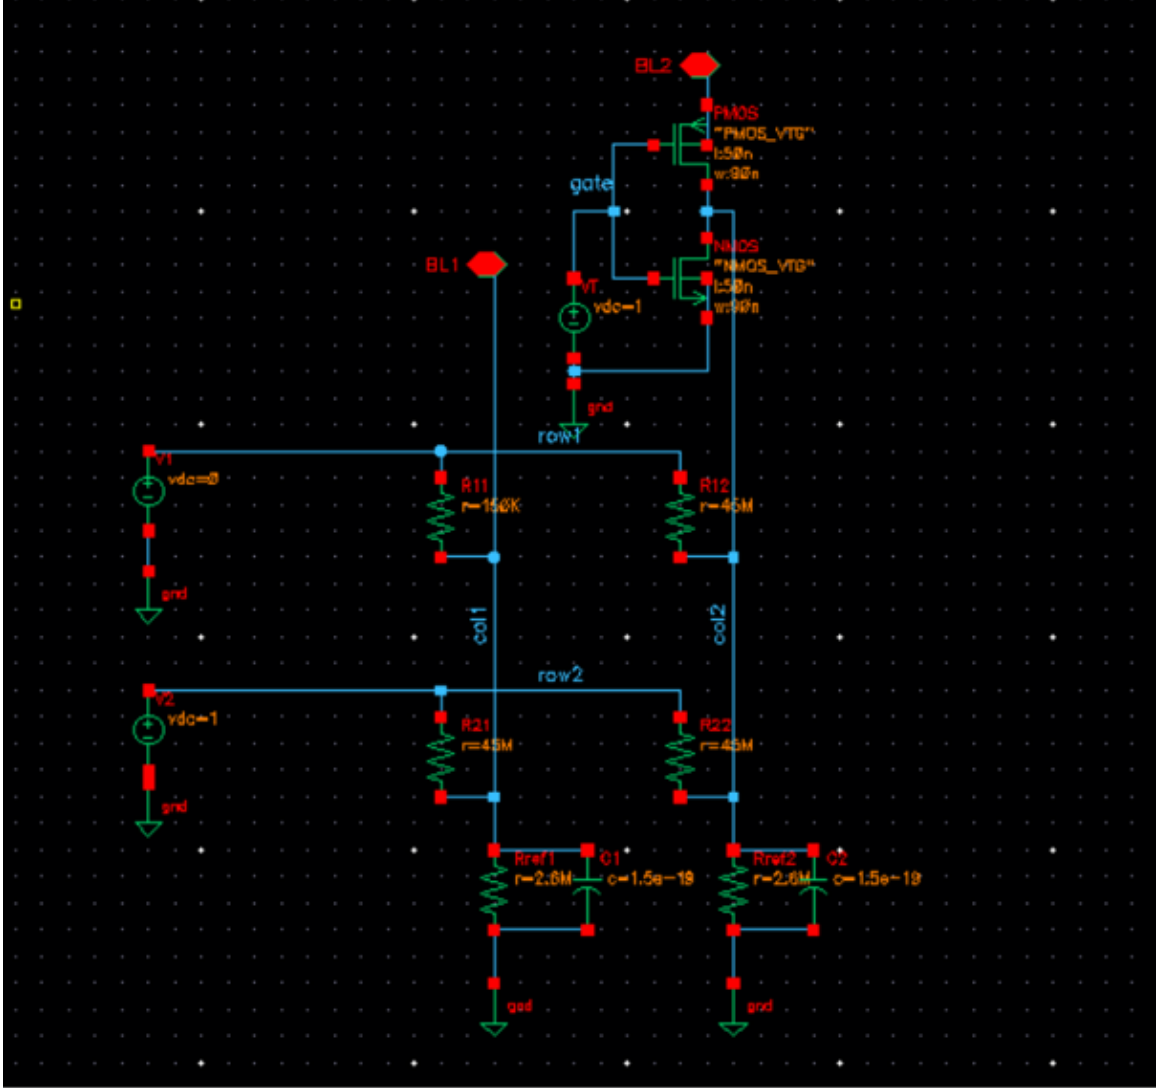 BL2
PMOS
"PMOS_VTG"
l:50n
w:90n
gate
BL1
NMOS
"NMOS_VTG"
l:50n
w:90n
VT
vdc=1
gnd
row1
V1
vdc=0
gnd
R11
r=150K
R12
r=45M
col1
col2
row2
V2
vdc=1
gnd
R21
r=45M
R22
r=45M
Rref1
r=2.6M
C1
c=1.5e-19
Rref2
r=2.6M
C2
c=1.5e-19
gnd
gnd